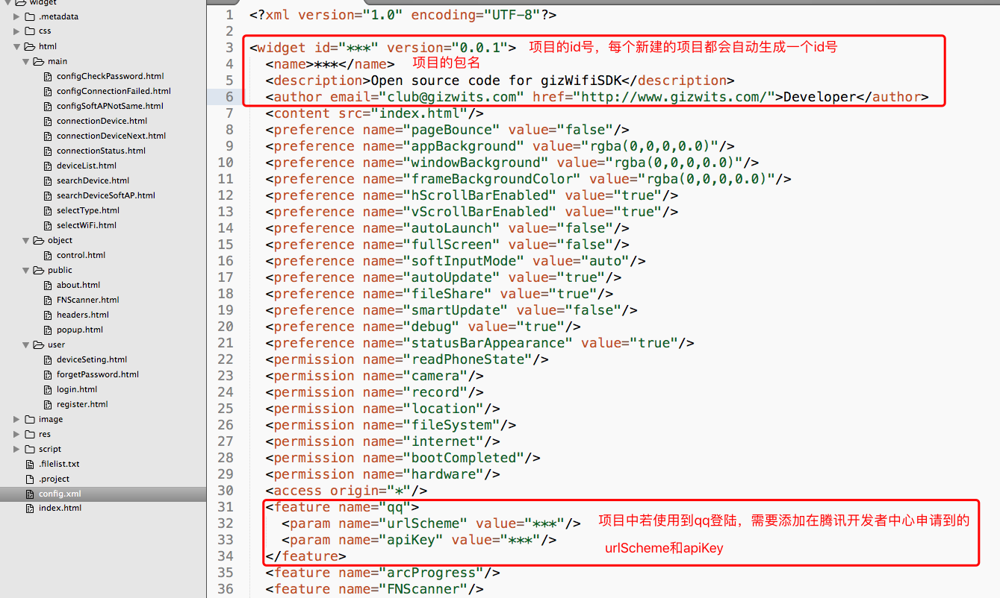 widget
.metadata
css
html
main
configCheckPassword.html
configConnectionFailed.html
configSoftAPNotSame.html
connectionDevice.html
connectionDeviceNext.html
connectionStatus.html
deviceList.html
searchDevice.html
searchDeviceSoftAP.html
selectType.html
selectWiFi.html
object
control.html
public
about.html
FNScanner.html
headers.html
popup.html
user
deviceSeting.html
forgetPassword.html
login.html
register.html
image
res
script
.filelist.txt
.project
config.xml
index.html
1 <?xml version="1.0" encoding="UTF-8"?>
2
3 <widget id="***" version="0.0.1"> 项目的id号，每个新建的项目都会自动生成一个id号
4 <name>***</name> 项目的包名
5 <description>Open source code for gizWifiSDK</description>
6 <author email="club@gizwits.com" href="http://www.gizwits.com/">Developer</author>
7 <content src="index.html"/>
8 <preference name="pageBounce" value="false"/>
9 <preference name="appBackground" value="rgba(0,0,0,0.0)"/>
10 <preference name="windowBackground" value="rgba(0,0,0,0.0)"/>
11 <preference name="frameBackgroundColor" value="rgba(0,0,0,0.0)"/>
12 <preference name="hScrollBarEnabled" value="true"/>
13 <preference name="vScrollBarEnabled" value="true"/>
14 <preference name="autoLaunch" value="false"/>
15 <preference name="fullScreen" value="false"/>
16 <preference name="softInputMode" value="auto"/>
17 <preference name="autoUpdate" value="true"/>
18 <preference name="fileShare" value="true"/>
19 <preference name="smartUpdate" value="false"/>
20 <preference name="debug" value="true"/>
21 <preference name="statusBarAppearance" value="true"/>
22 <permission name="readPhoneState"/>
23 <permission name="camera"/>
24 <permission name="record"/>
25 <permission name="location"/>
26 <permission name="fileSystem"/>
27 <permission name="internet"/>
28 <permission name="bootCompleted"/>
29 <permission name="hardware"/>
30 <access origin="*"/>
31 <feature name="qq">
32 <param name="urlScheme" value="***"/> 项目中若使用到qq登陆，需要添加在腾讯开发者中心申请到的
33 <param name="apiKey" value="***"/> urlScheme和apiKey
34 </feature>
35 <feature name="arcProgress"/>
36 <feature name="FNScanner"/>